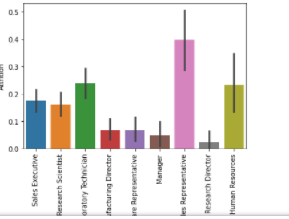 Attrition
0.5
0.4
0.3
0.2
0.1
0.0
Sales Executive
Research Scientist
oratory Technician
ufacturing Director
are Representative
Manager
les Representative
Research Director
Human Resources